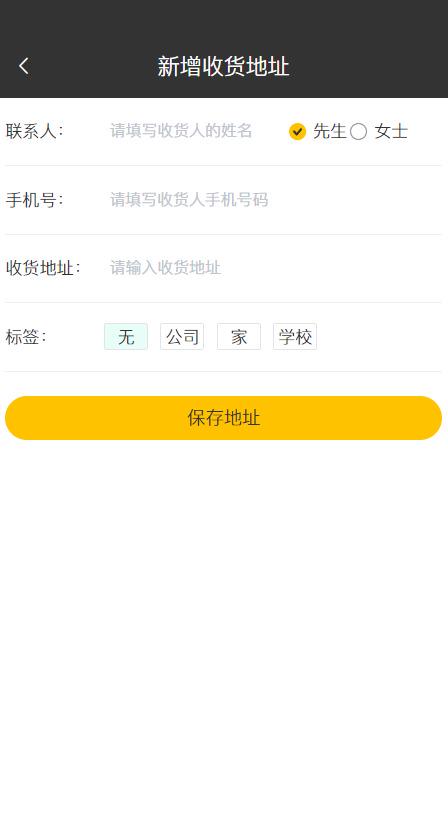 新增收货地址
联系人： 请填写收货人的姓名 先生 女士
手机号： 请填写收货人手机号码
收货地址： 请输入收货地址
标签： 无 公司 家 学校
保存地址